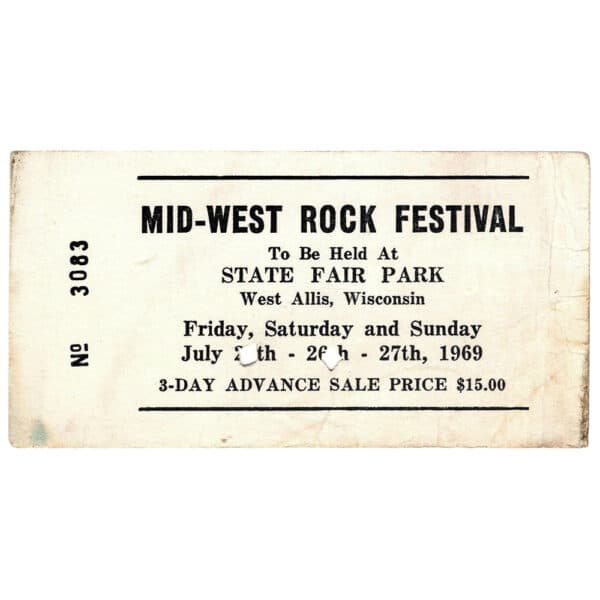 MID-WEST ROCK FESTIVAL
To Be Held At
STATE FAIR PARK
West Allis, Wisconsin
Friday, Saturday and Sunday
July - 26th - 27th, 1969
3-DAY ADVANCE SALE PRICE $15.00
Nº 3083